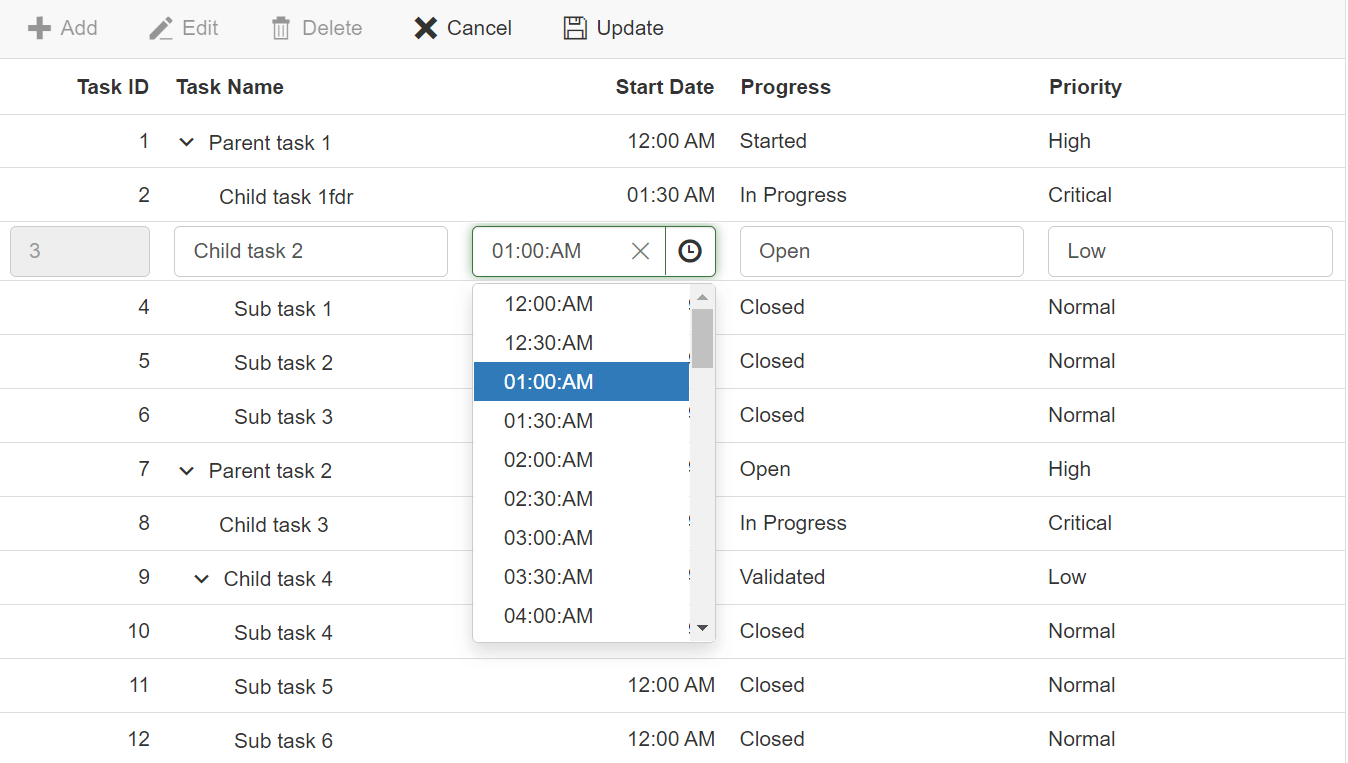 Add Edit Delete Cancel Update
Task ID Task Name Start Date Progress Priority
1 Parent task 1 12:00 AM Started High
2 Child task 1fdr 01:30 AM In Progress Critical
3 Child task 2 01:00:AM Open Low
4 Sub task 1 12:00:AM Closed Normal
12:30:AM
5 Sub task 2 Closed Normal
01:00:AM
6 Sub task 3 01:30:AM Closed Normal
7 Parent task 2 02:00:AM Open High
02:30:AM
8 Child task 3 In Progress Critical
03:00:AM
9 Child task 4 03:30:AM Validated Low
10 Sub task 4 04:00:AM Closed Normal
11 Sub task 5 12:00 AM Closed Normal
12 Sub task 6 12:00 AM Closed Normal